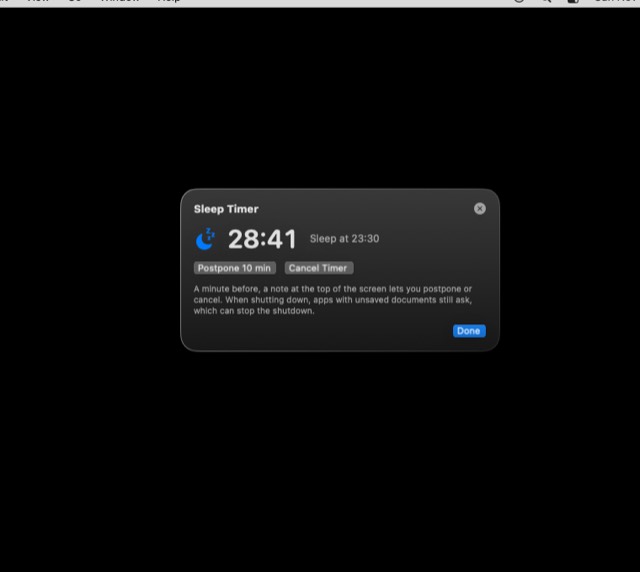 Window
Help
Sleep Timer
28:41 Sleep at 23:30
Postpone 10 min Cancel Timer
A minute before, a note at the top of the screen lets you postpone or
cancel. When shutting down, apps with unsaved documents still ask,
which can stop the shutdown.
Done